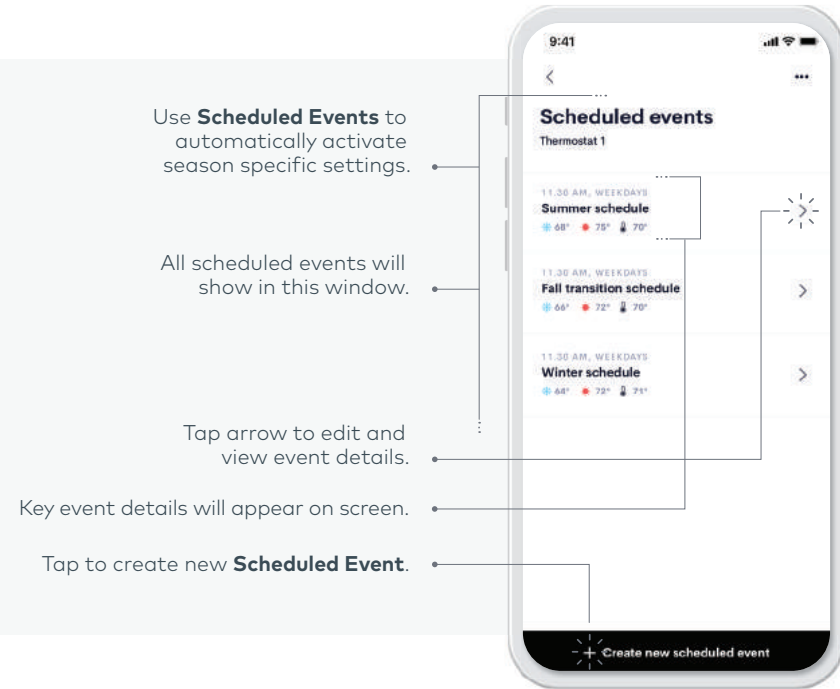 Use Scheduled Events to
automatically activate
season specific settings.
All scheduled events will
show in this window.
Tap arrow to edit and
view event details.
Key event details will appear on screen.
Tap to create new Scheduled Event.
9:41
Scheduled events
Thermostat 1
11.30 AM, WEEKDAYS
Summer schedule
68° 75° 70°
11.30 AM, WEEKDAYS
Fall transition schedule
66° 72° 70°
11.30 AM, WEEKDAYS
Winter schedule
64° 72° 71°
+ Create new scheduled event